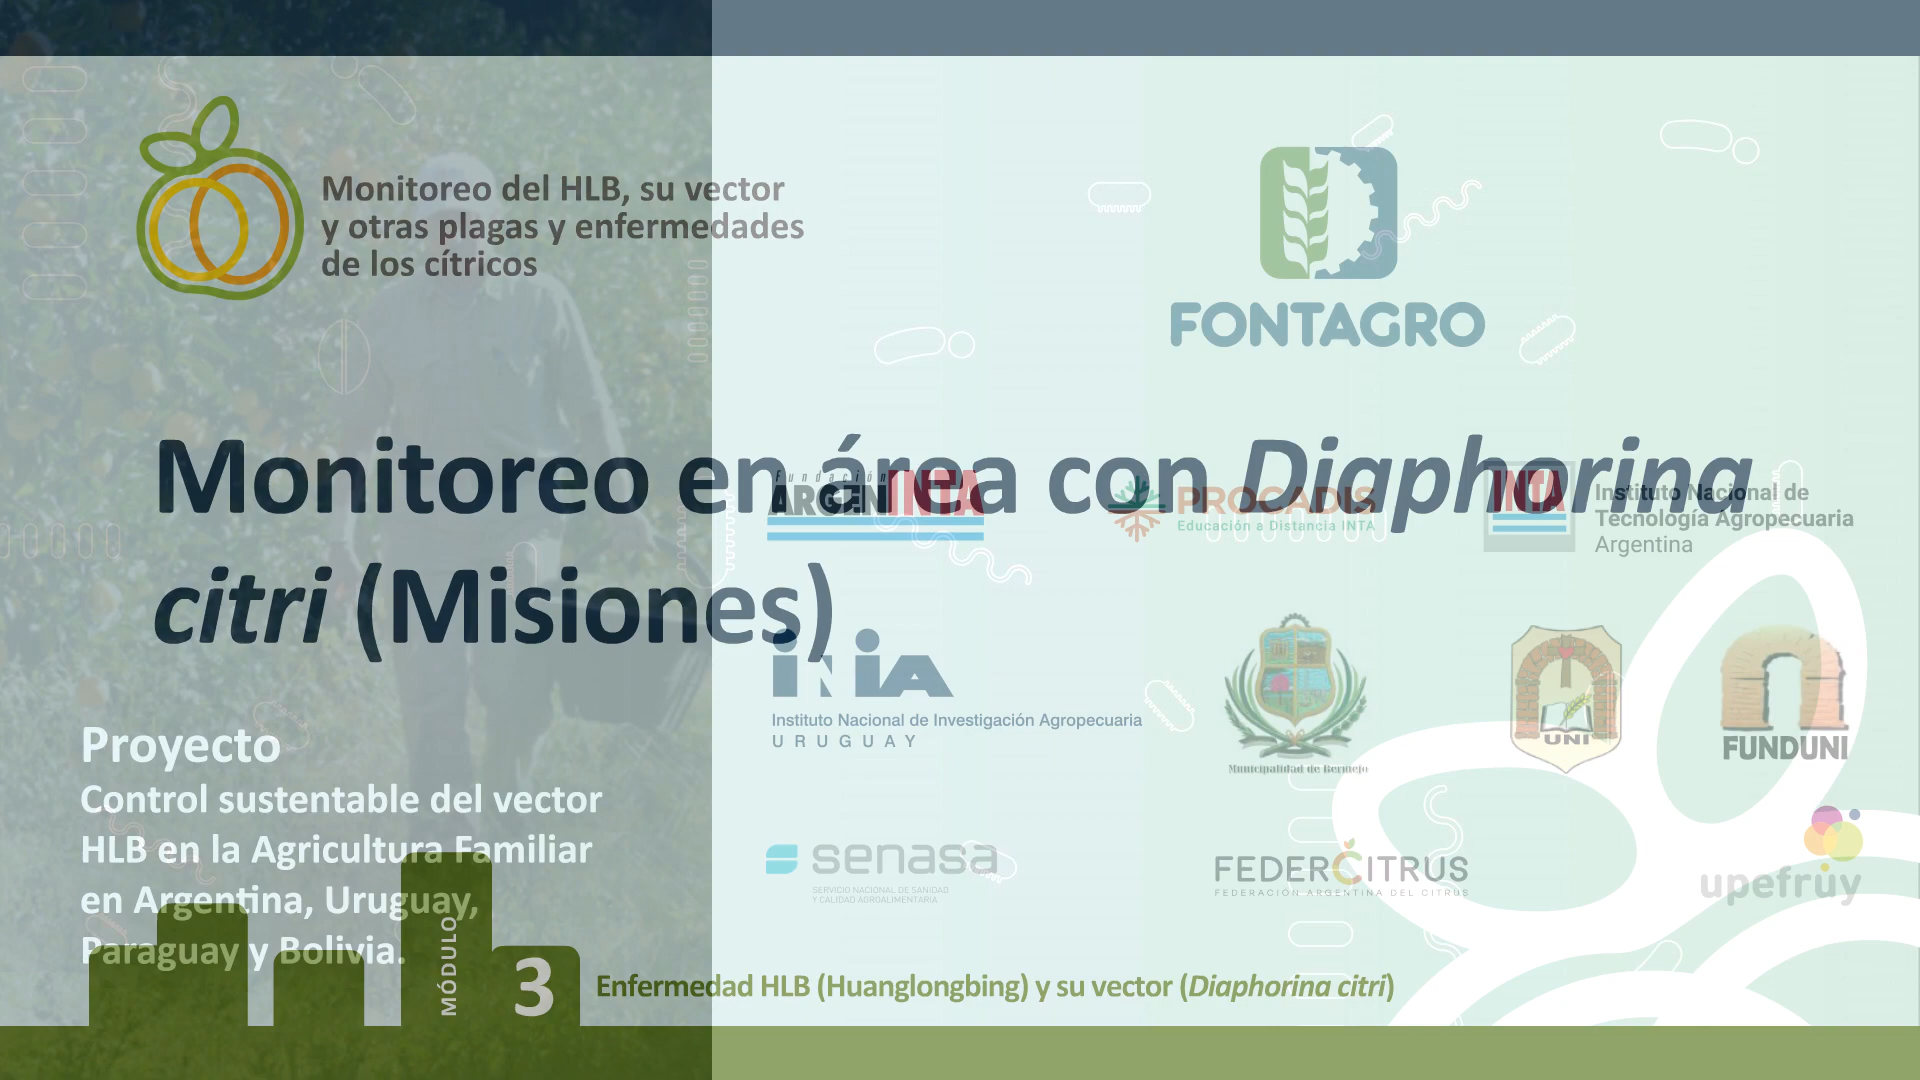 Monitoreo del HLB, su vector
y otras plagas y enfermedades
de los cítricos
FONTAGRO
Monitoreo en área con Diaphorina
citri (Misiones)
Fundación
ARGENINTA
PROCADIS
Educación a Distancia INTA
INTA
Instituto Nacional de
Tecnología Agropecuaria
Argentina
INIA
Instituto Nacional de Investigación Agropecuaria
URUGUAY
Municipalidad de Bermejo
UNI
FUNDUNI
Proyecto
Control sustentable del vector
HLB en la Agricultura Familiar
en Argentina, Uruguay,
Paraguay y Bolivia.
senasa
SERVICIO NACIONAL DE SANIDAD
Y CALIDAD AGROALIMENTARIA
FEDERCITRUS
FEDERACIÓN ARGENTINA DEL CITRUS
upefruy
MÓDULO
3
Enfermedad HLB (Huanglongbing) y su vector (Diaphorina citri)